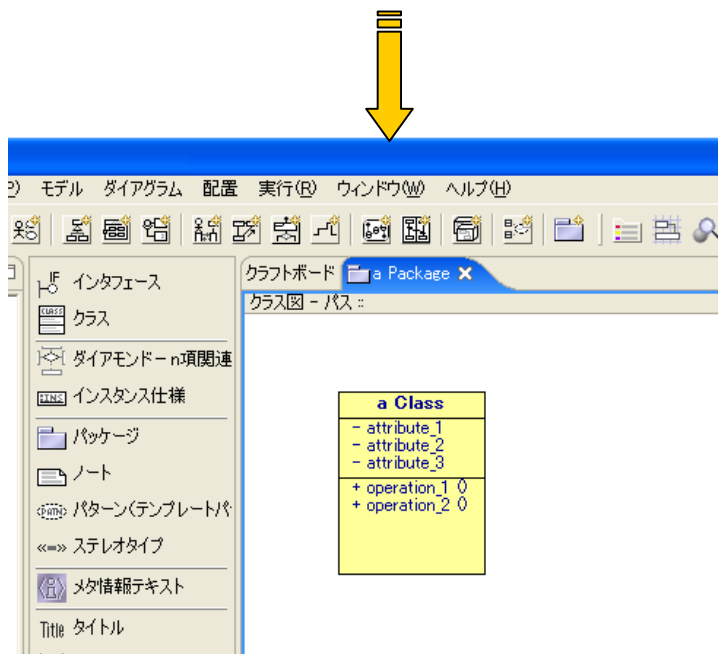 P) モデル ダイアグラム 配置 実行(R) ウィンドウ(W) ヘルプ(H)
クラフトボード a Package
クラス図 - パス ::
IF インタフェース
CLASS クラス
ダイアモンド－n項関連
:INS インスタンス仕様
パッケージ
ノート
パターン(テンプレートパ
«=» ステレオタイプ
メタ情報テキスト
Title タイトル
a Class
- attribute_1
- attribute_2
- attribute_3
+ operation_1 ()
+ operation_2 ()